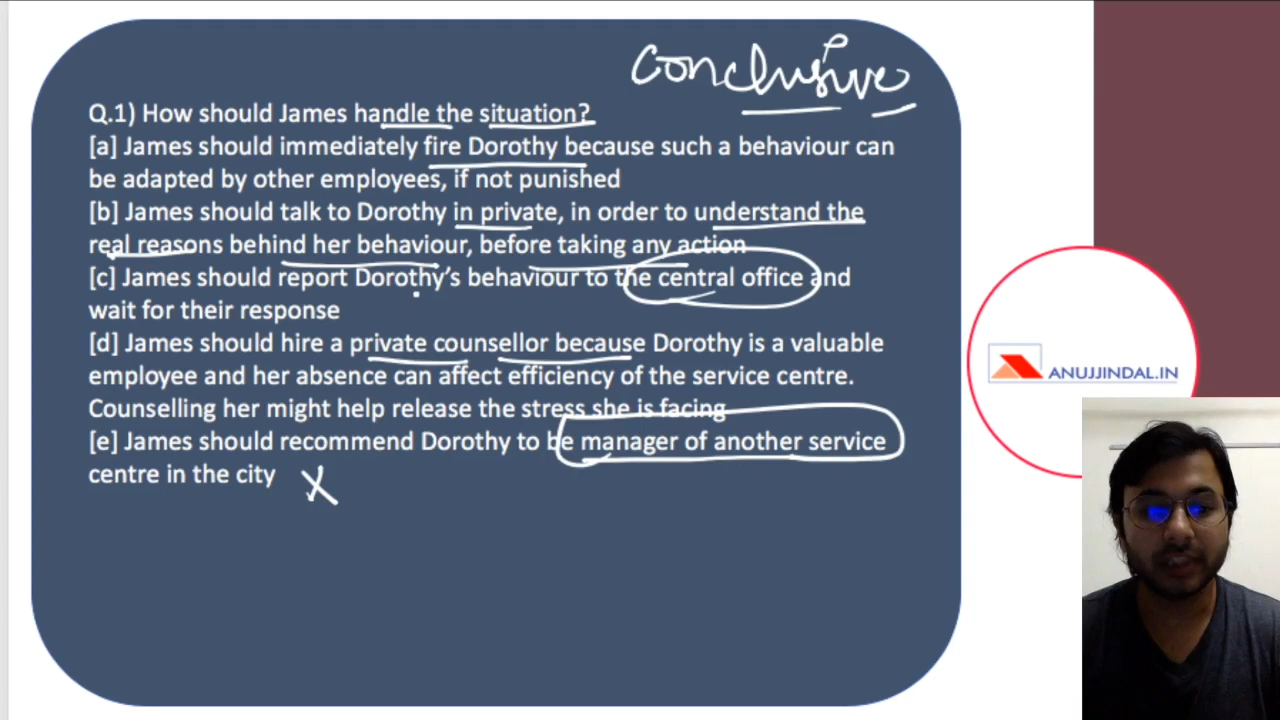 conclusive
Q.1) How should James handle the situation?
[a] James should immediately fire Dorothy because such a behaviour can
be adapted by other employees, if not punished
[b] James should talk to Dorothy in private, in order to understand the
real reasons behind her behaviour, before taking any action
[c] James should report Dorothy's behaviour to the central office and
wait for their response
[d] James should hire a private counsellor because Dorothy is a valuable
employee and her absence can affect efficiency of the service centre.
Counselling her might help release the stress she is facing
[e] James should recommend Dorothy to be manager of another service
centre in the city
ANUJJINDAL.IN